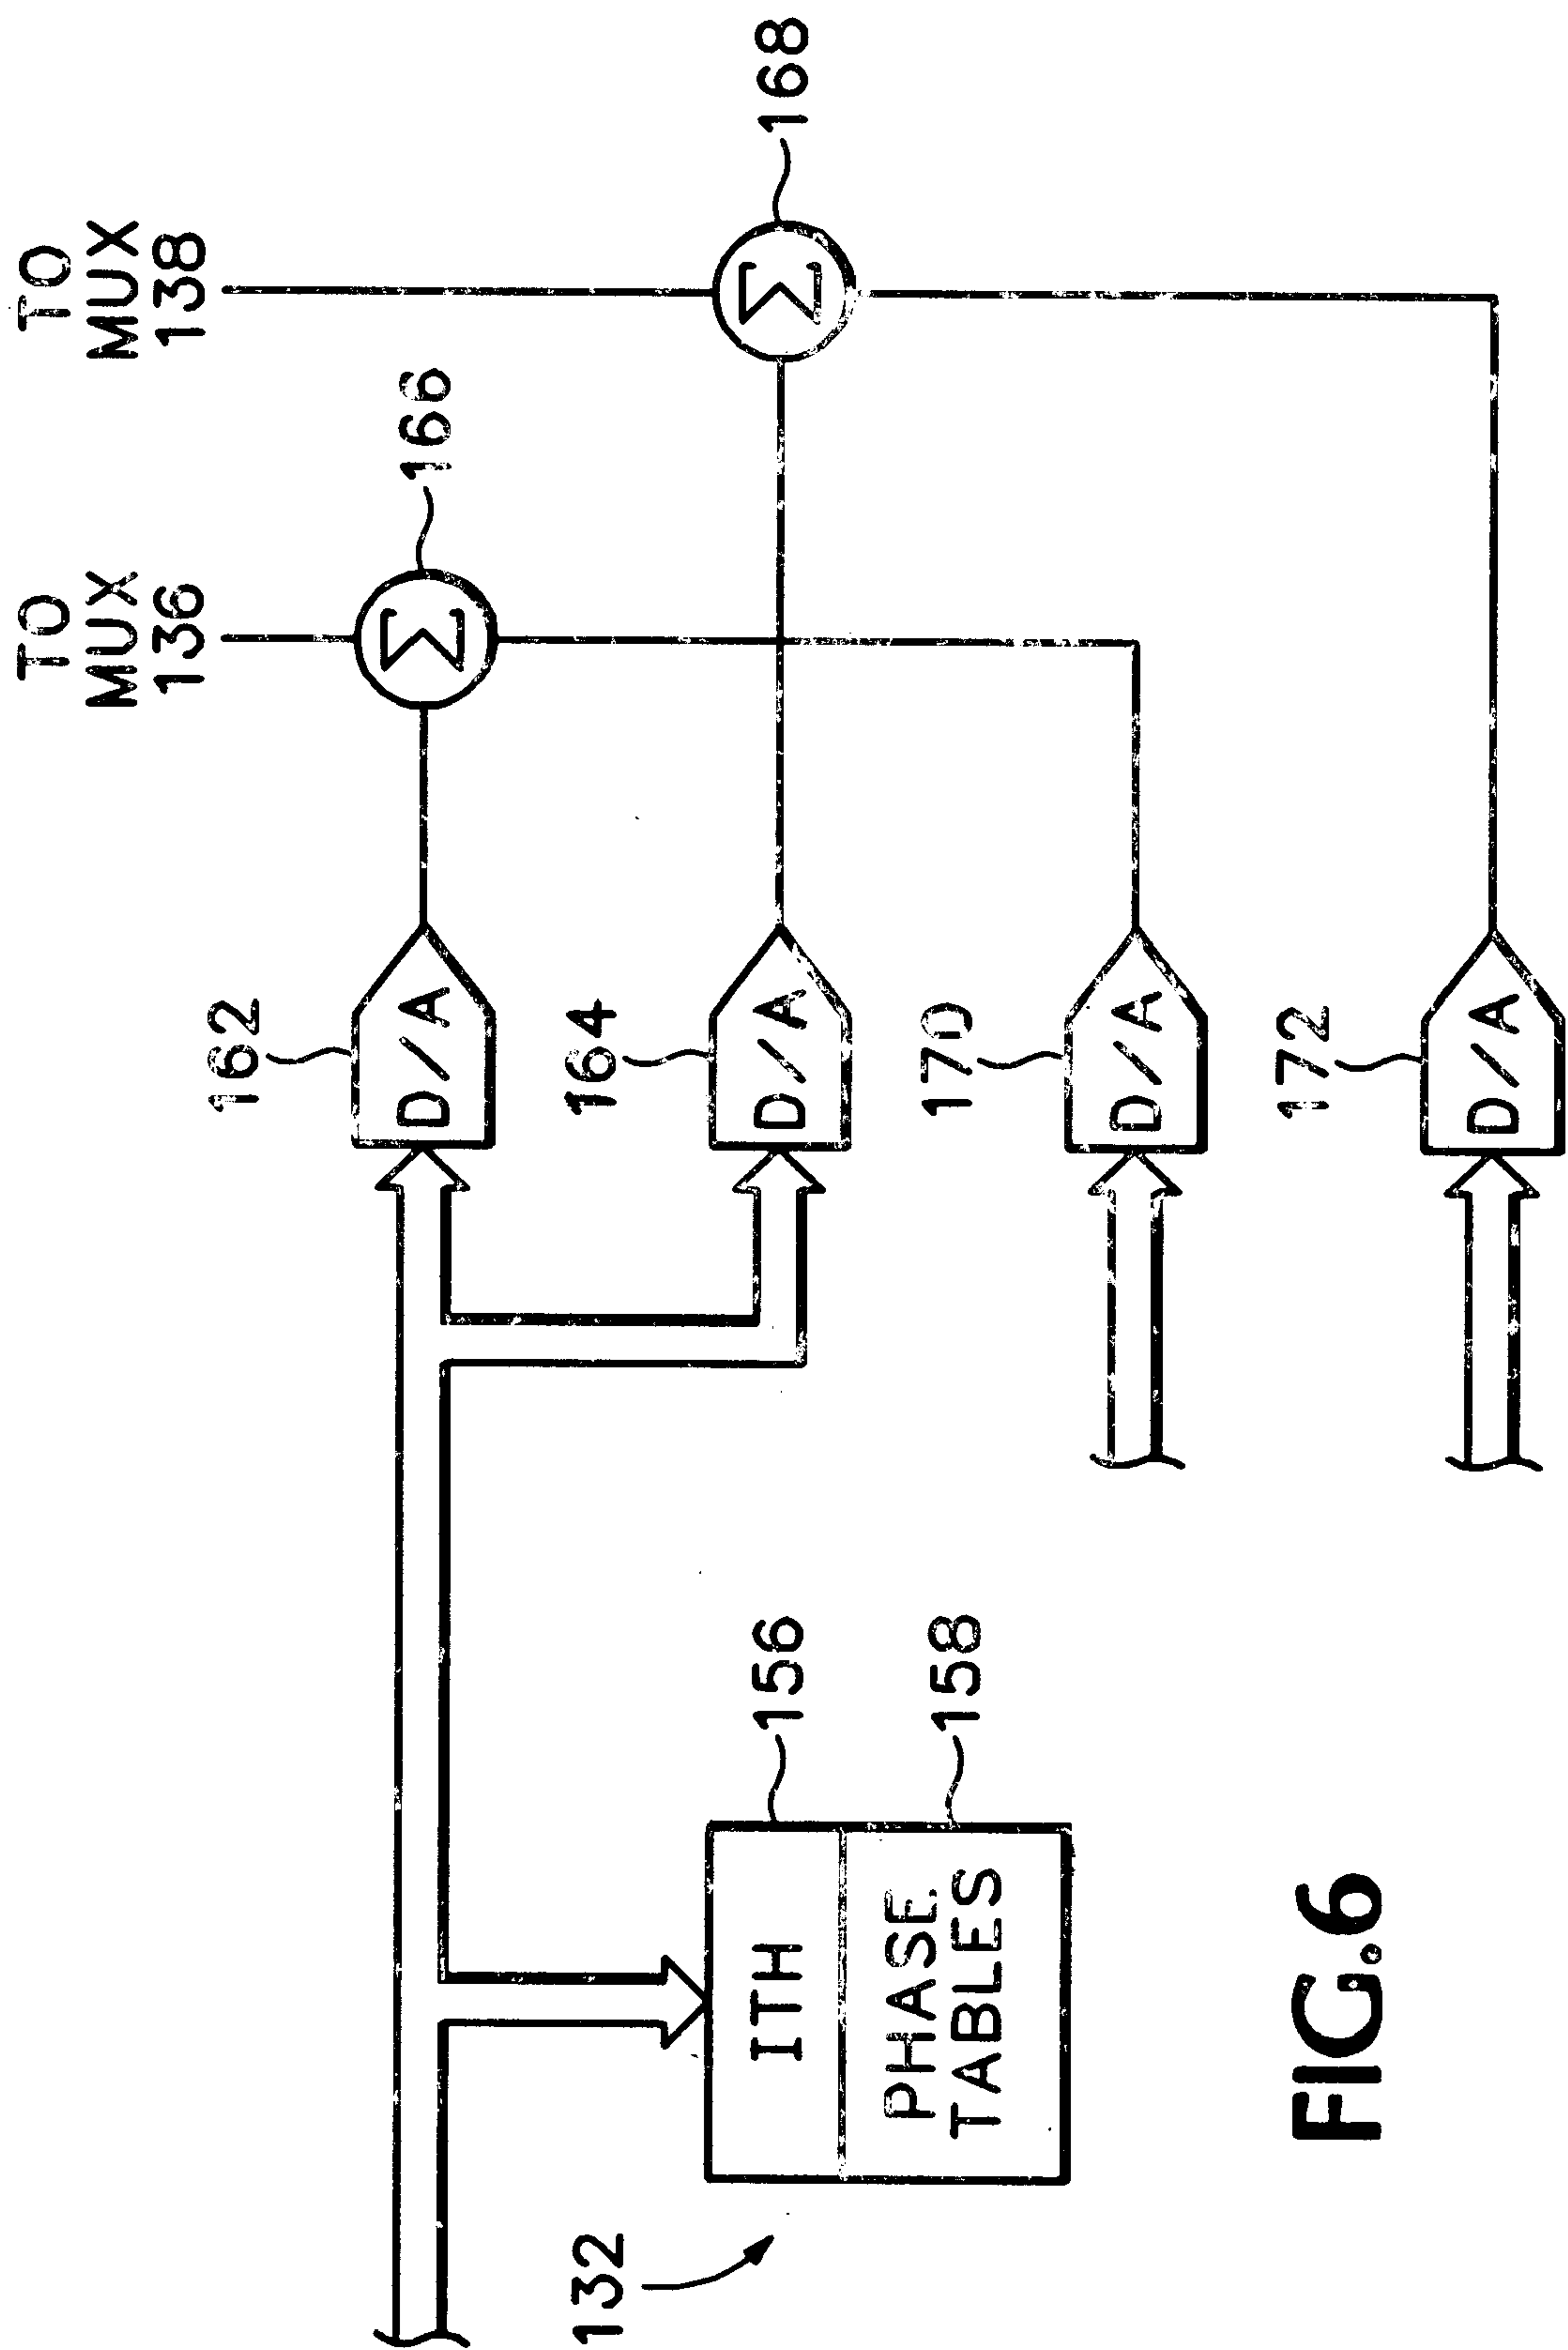 TO
MUX
136
TO
MUX
138
166
168
162
D/A
Σ
164
D/A
Σ
170
D/A
172
D/A
156
ITH
158
PHASE
TABLES
132
FIG.6